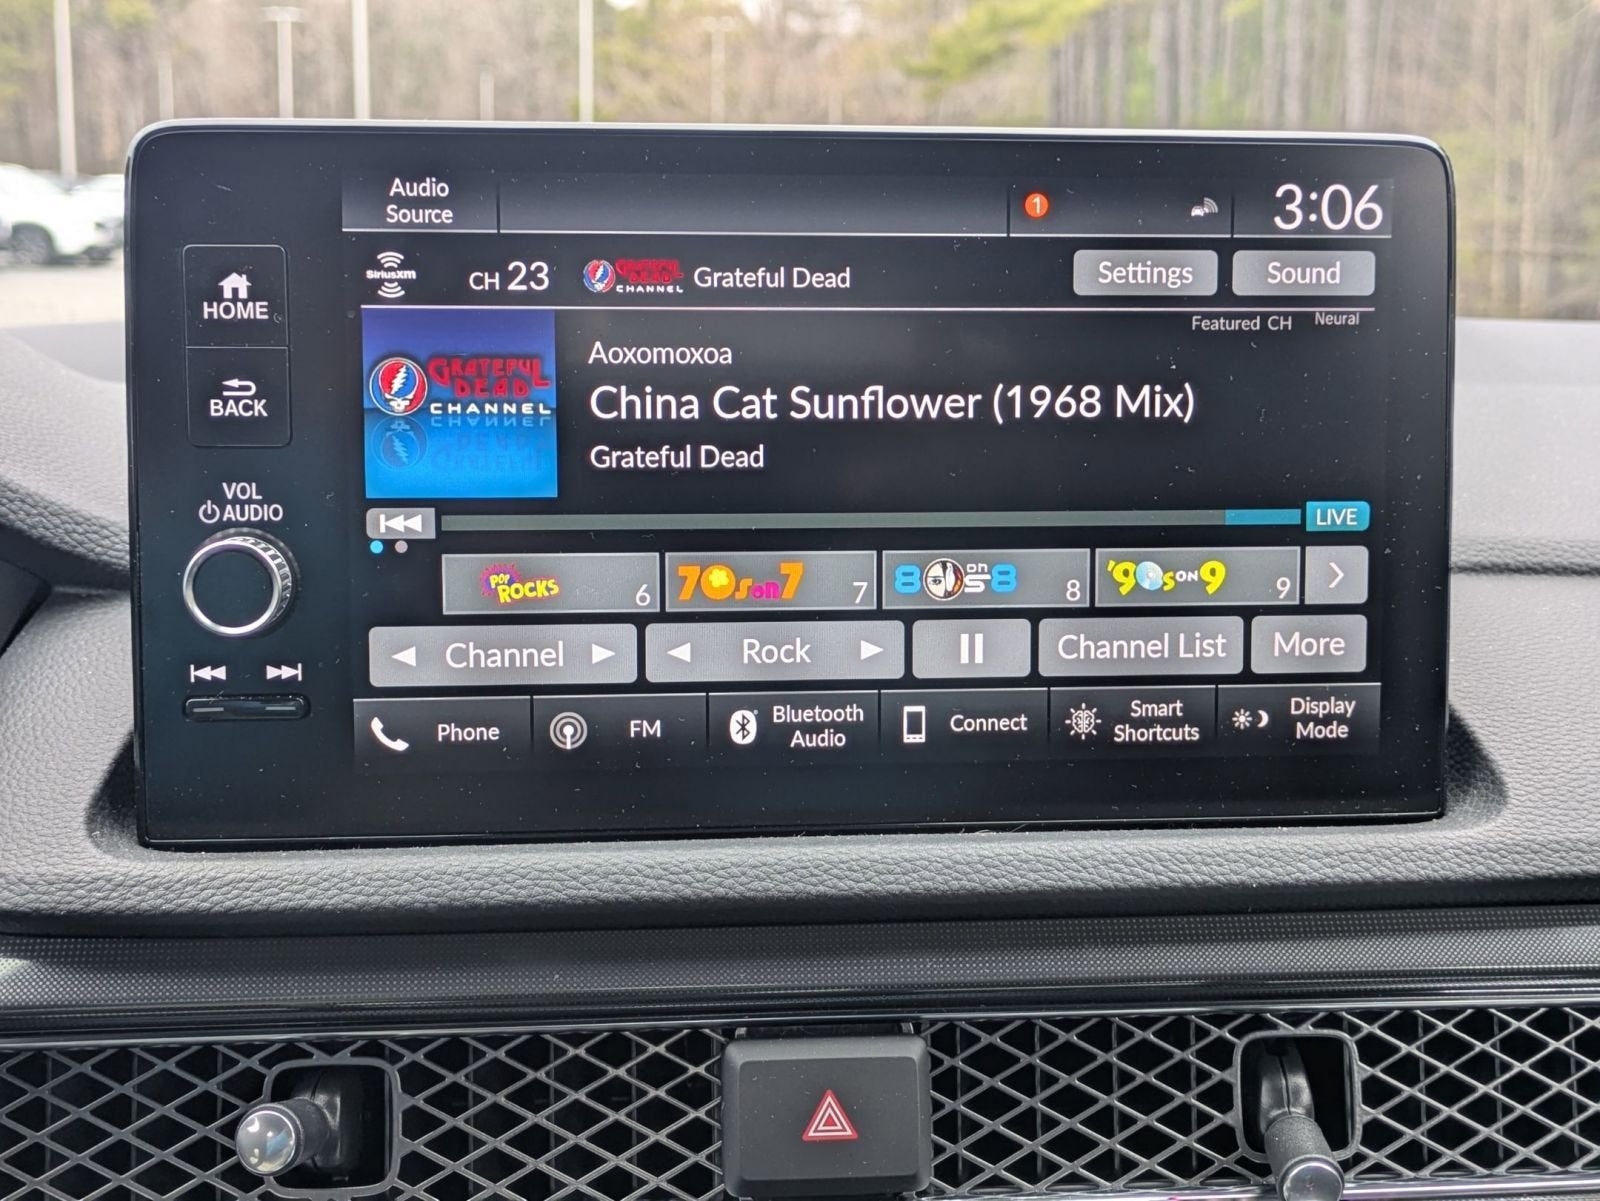 Audio
Source
1
3:06
HOME
BACK
VOL
AUDIO
SiriusXM
CH 23
GRATEFUL
DEAD
CHANNEL
Grateful Dead
Settings
Sound
Featured CH
Neural
GRATEFUL
DEAD
CHANNEL
Aoxomoxoa
China Cat Sunflower (1968 Mix)
Grateful Dead
LIVE
POP
ROCKS
6
70s on 7
7
80s on 8
8
'90s ON 9
9
Channel
Rock
Channel List
More
Phone
FM
Bluetooth
Audio
Connect
Smart
Shortcuts
Display
Mode